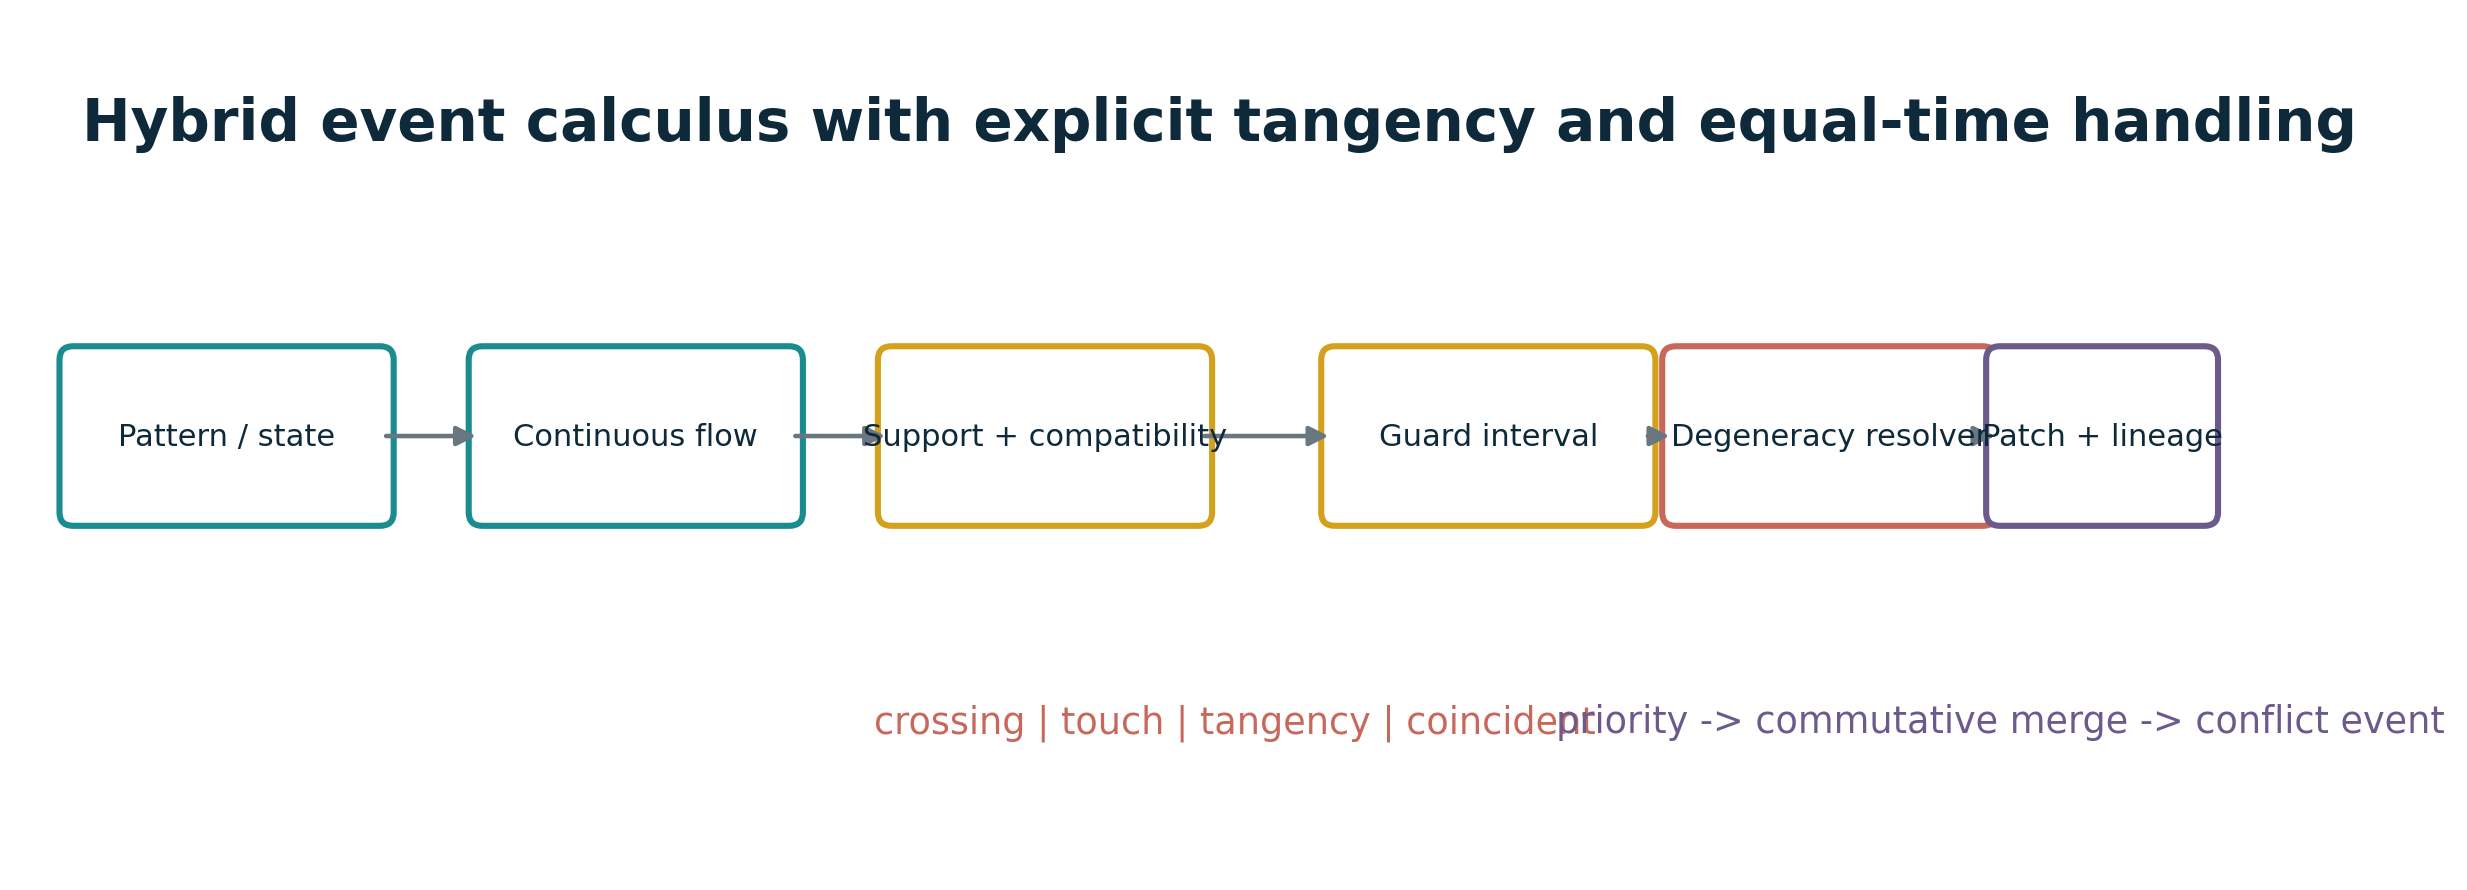 Hybrid event calculus with explicit tangency and equal-time handling
Pattern / state
Continuous flow
Support + compatibility
Guard interval
Degeneracy resolver
Patch + lineage
crossing | touch | tangency | coincident
priority -> commutative merge -> conflict event